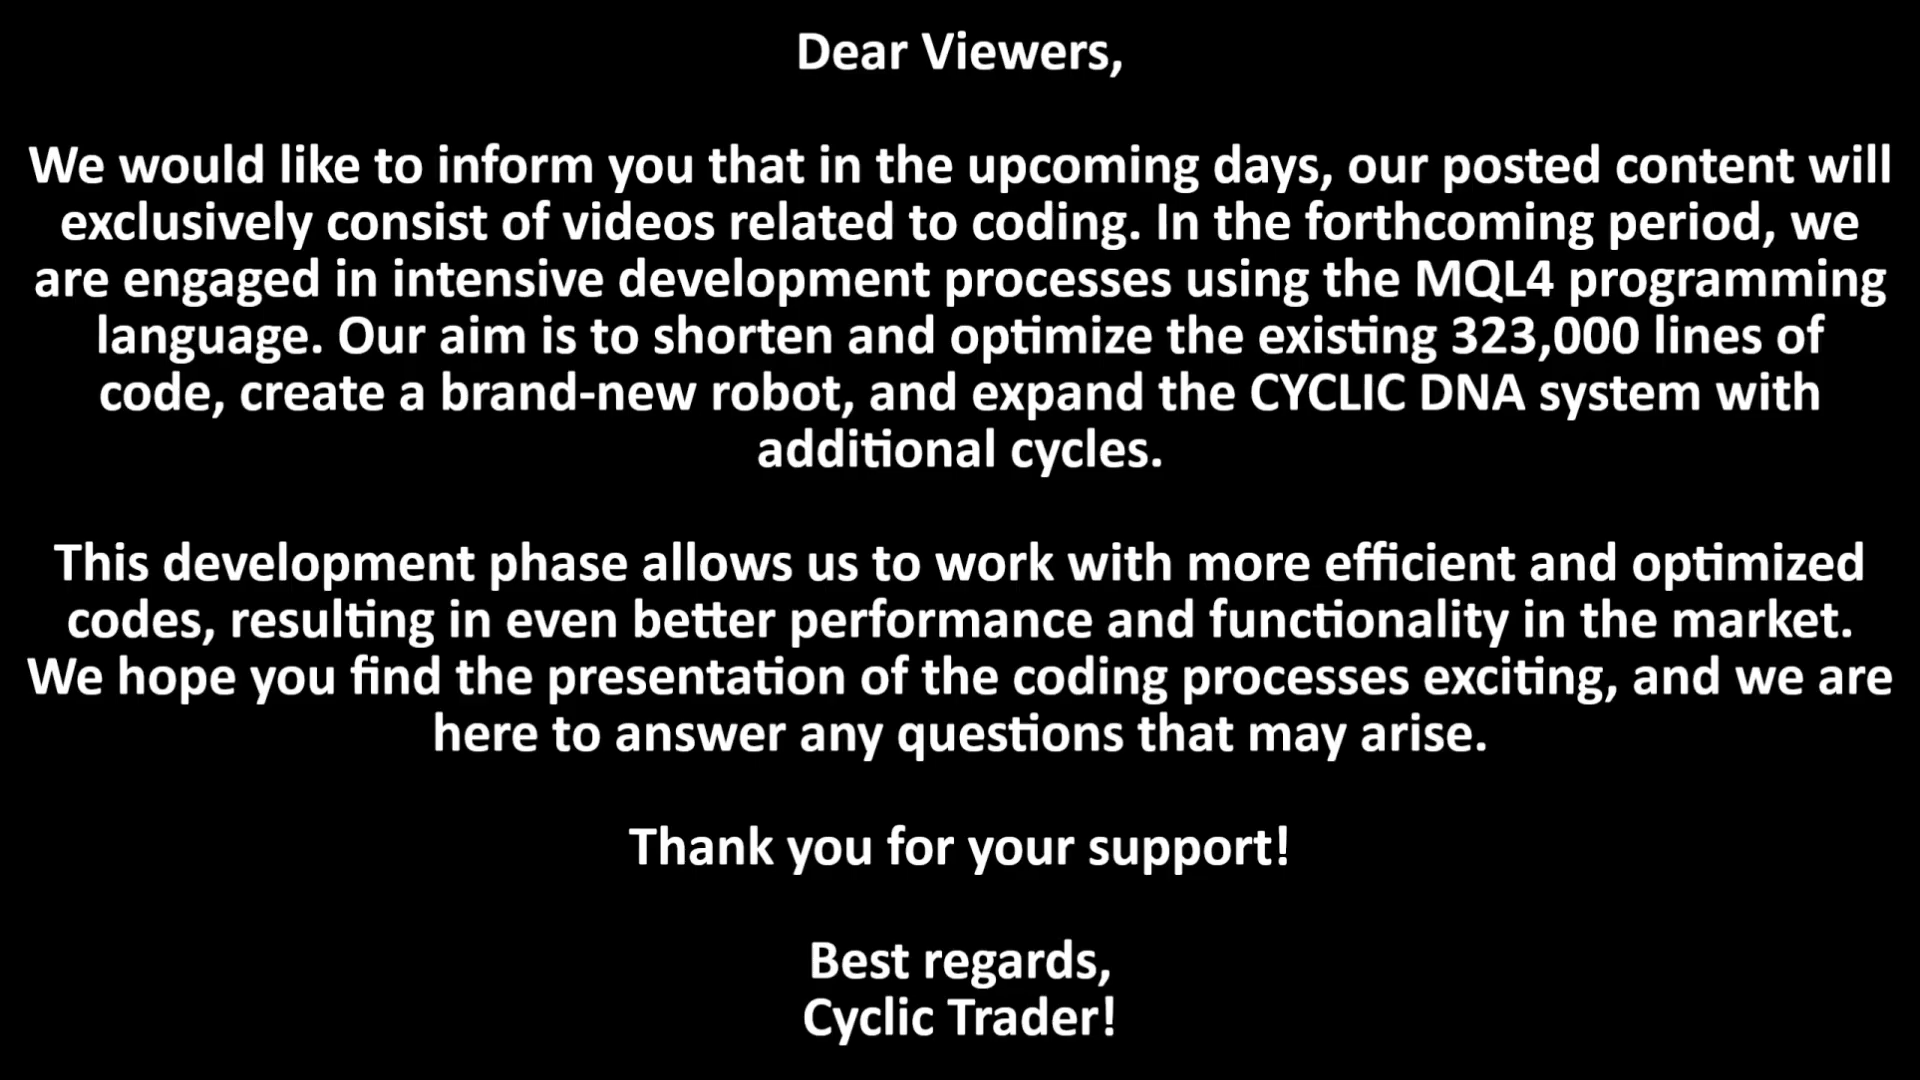 Dear Viewers,
We would like to inform you that in the upcoming days, our posted content will
exclusively consist of videos related to coding. In the forthcoming period, we
are engaged in intensive development processes using the MQL4 programming
language. Our aim is to shorten and optimize the existing 323,000 lines of
code, create a brand-new robot, and expand the CYCLIC DNA system with
additional cycles.
This development phase allows us to work with more efficient and optimized
codes, resulting in even better performance and functionality in the market.
We hope you find the presentation of the coding processes exciting, and we are
here to answer any questions that may arise.
Thank you for your support!
Best regards,
Cyclic Trader!